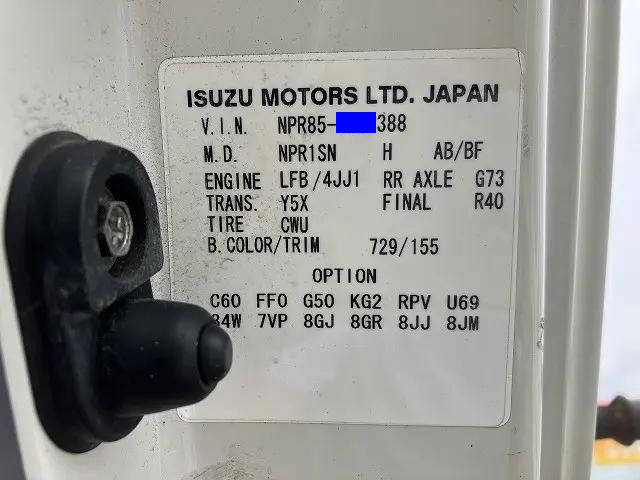 ISUZU MOTORS LTD. JAPAN
V.I.N. NPR85- 388
M.D. NPR1SN H AB/BF
ENGINE LFB/4JJ1 RR AXLE G73
TRANS. Y5X FINAL R40
TIRE CWU
B.COLOR/TRIM 729/155
OPTION
C60 FF0 G50 KG2 RPV U69
7VP 8GJ 8GR 8JJ 8JM